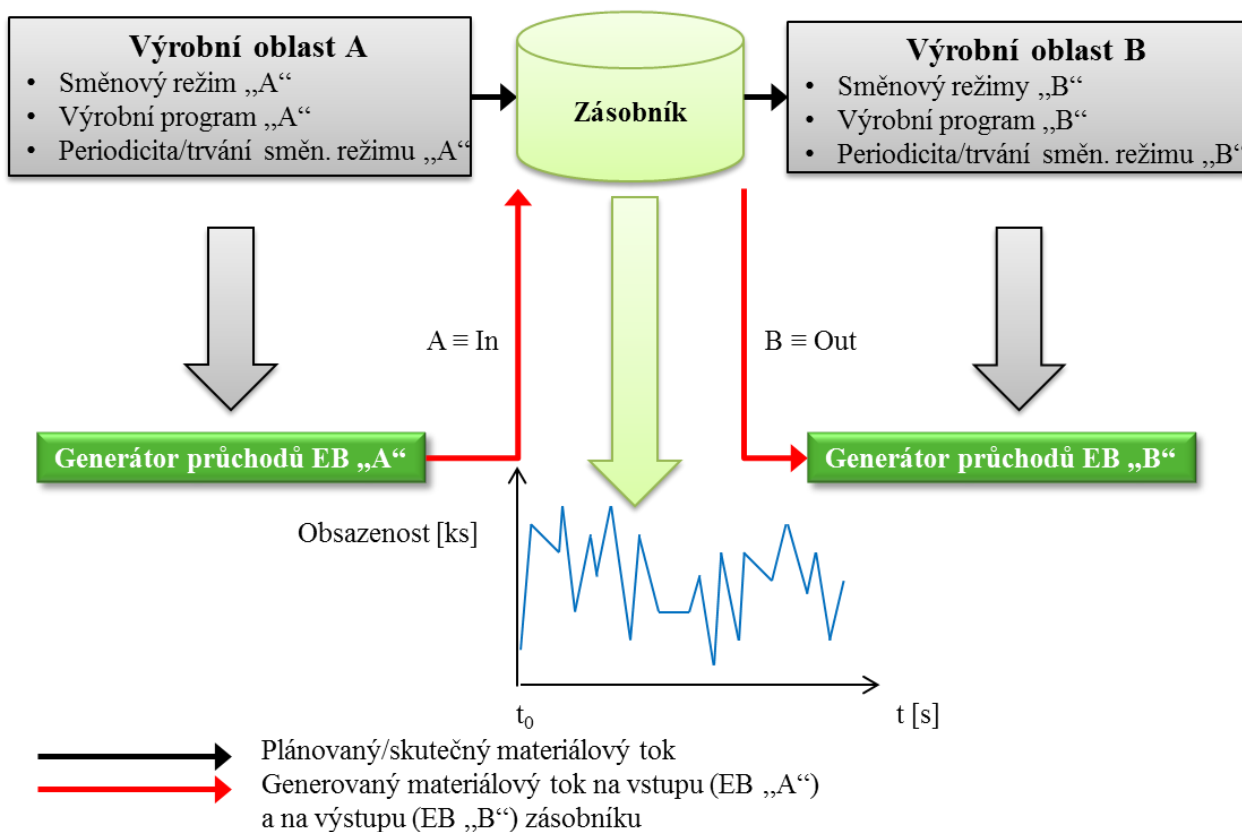 Výrobní oblast A
• Směnový režim „A“
• Výrobní program „A“
• Periodicita/trvání směn. režimu „A“
Zásobník
Výrobní oblast B
• Směnový režimy „B“
• Výrobní program „B“
• Periodicita/trvání směn. režimu „B“
A ≡ In
B ≡ Out
Generátor průchodů EB „A“
Generátor průchodů EB „B“
Obsazenost [ks]
t₀
t [s]
Plánovaný/skutečný materiálový tok
Generovaný materiálový tok na vstupu (EB „A“)
a na výstupu (EB „B“) zásobníku